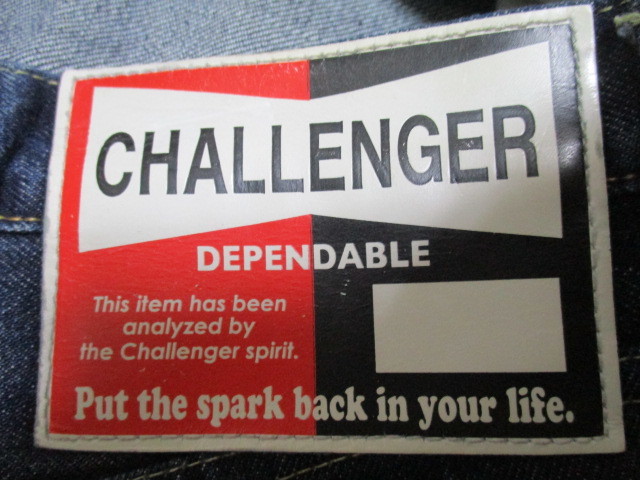 CHALLENGER
DEPENDABLE
This item has been
analyzed by
the Challenger spirit.
Put the spark back in your life.